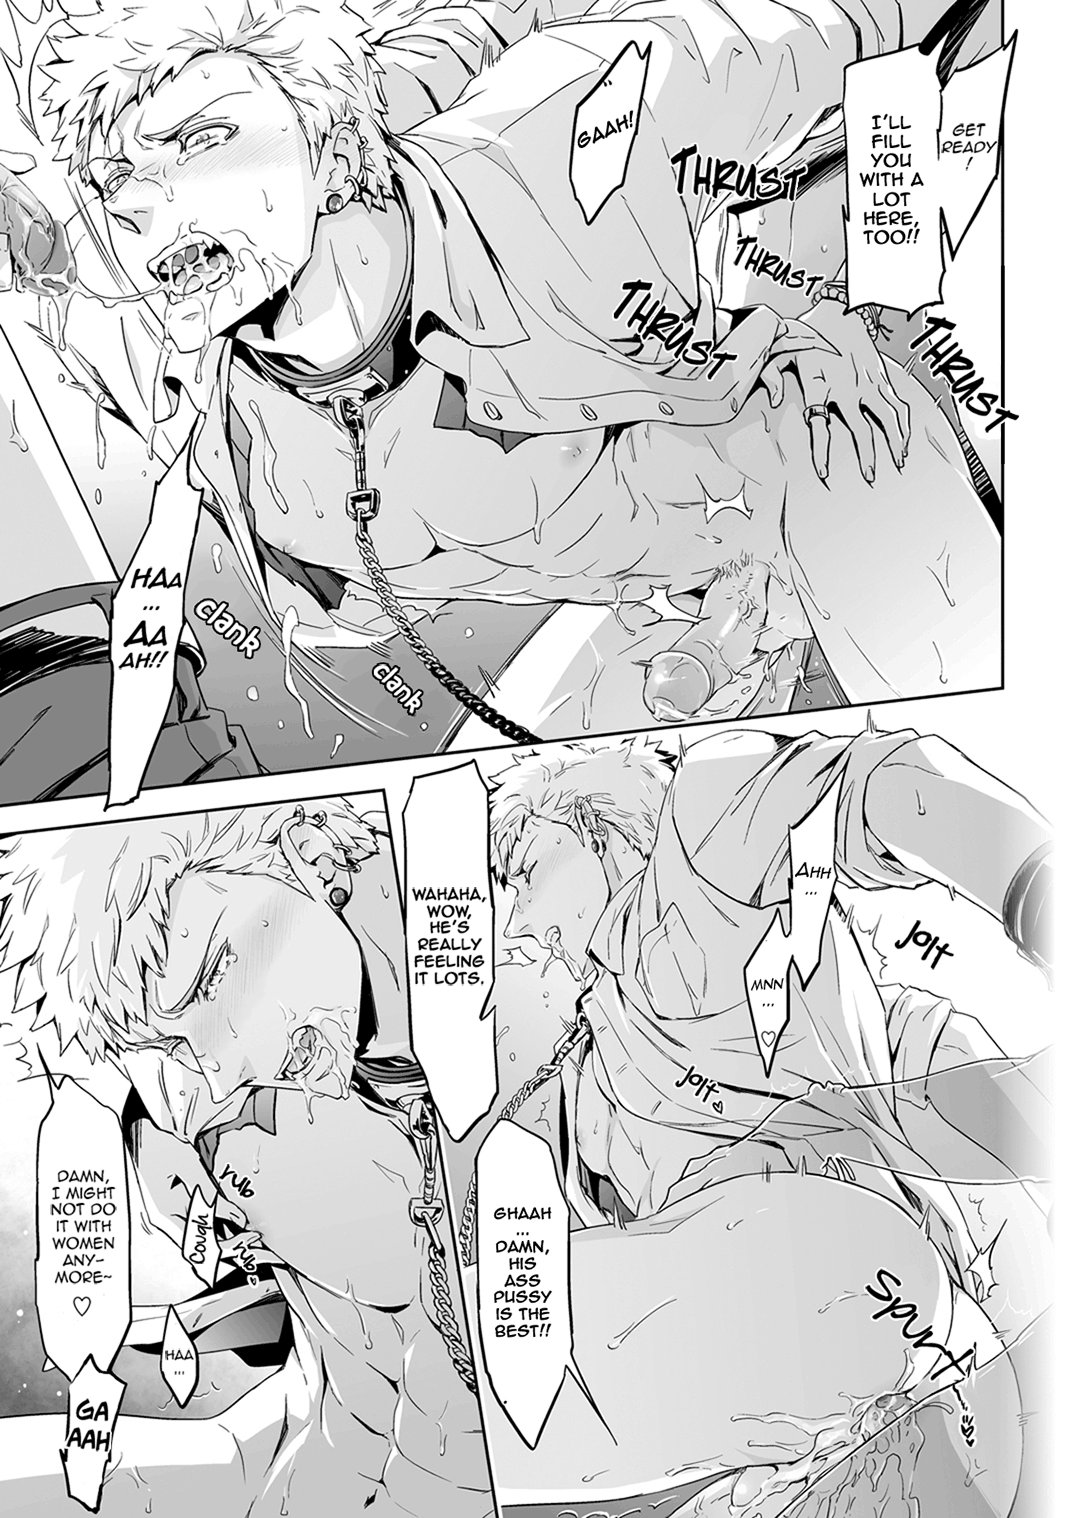 GET
READY
!
I'LL
FILL
YOU
WITH A
LOT
HERE,
TOO!!
GAAH!
THRUST
THRUST
THRUST
THRUST
HAA
...
AA
AH!!
clank
clank
AHH
...
MNN
...
♡
JOlt
JOlt
WAHAHA,
WOW,
HE'S
REALLY
FEELING
IT LOTS.
GHAAH
...
DAMN,
HIS
ASS
PUSSY
IS THE
BEST!!
SPURT
DAMN,
I MIGHT
NOT DO
IT WITH
WOMEN
ANY-
MORE~
♡
rub
rub
Cough
HAA
...
GA
AAH